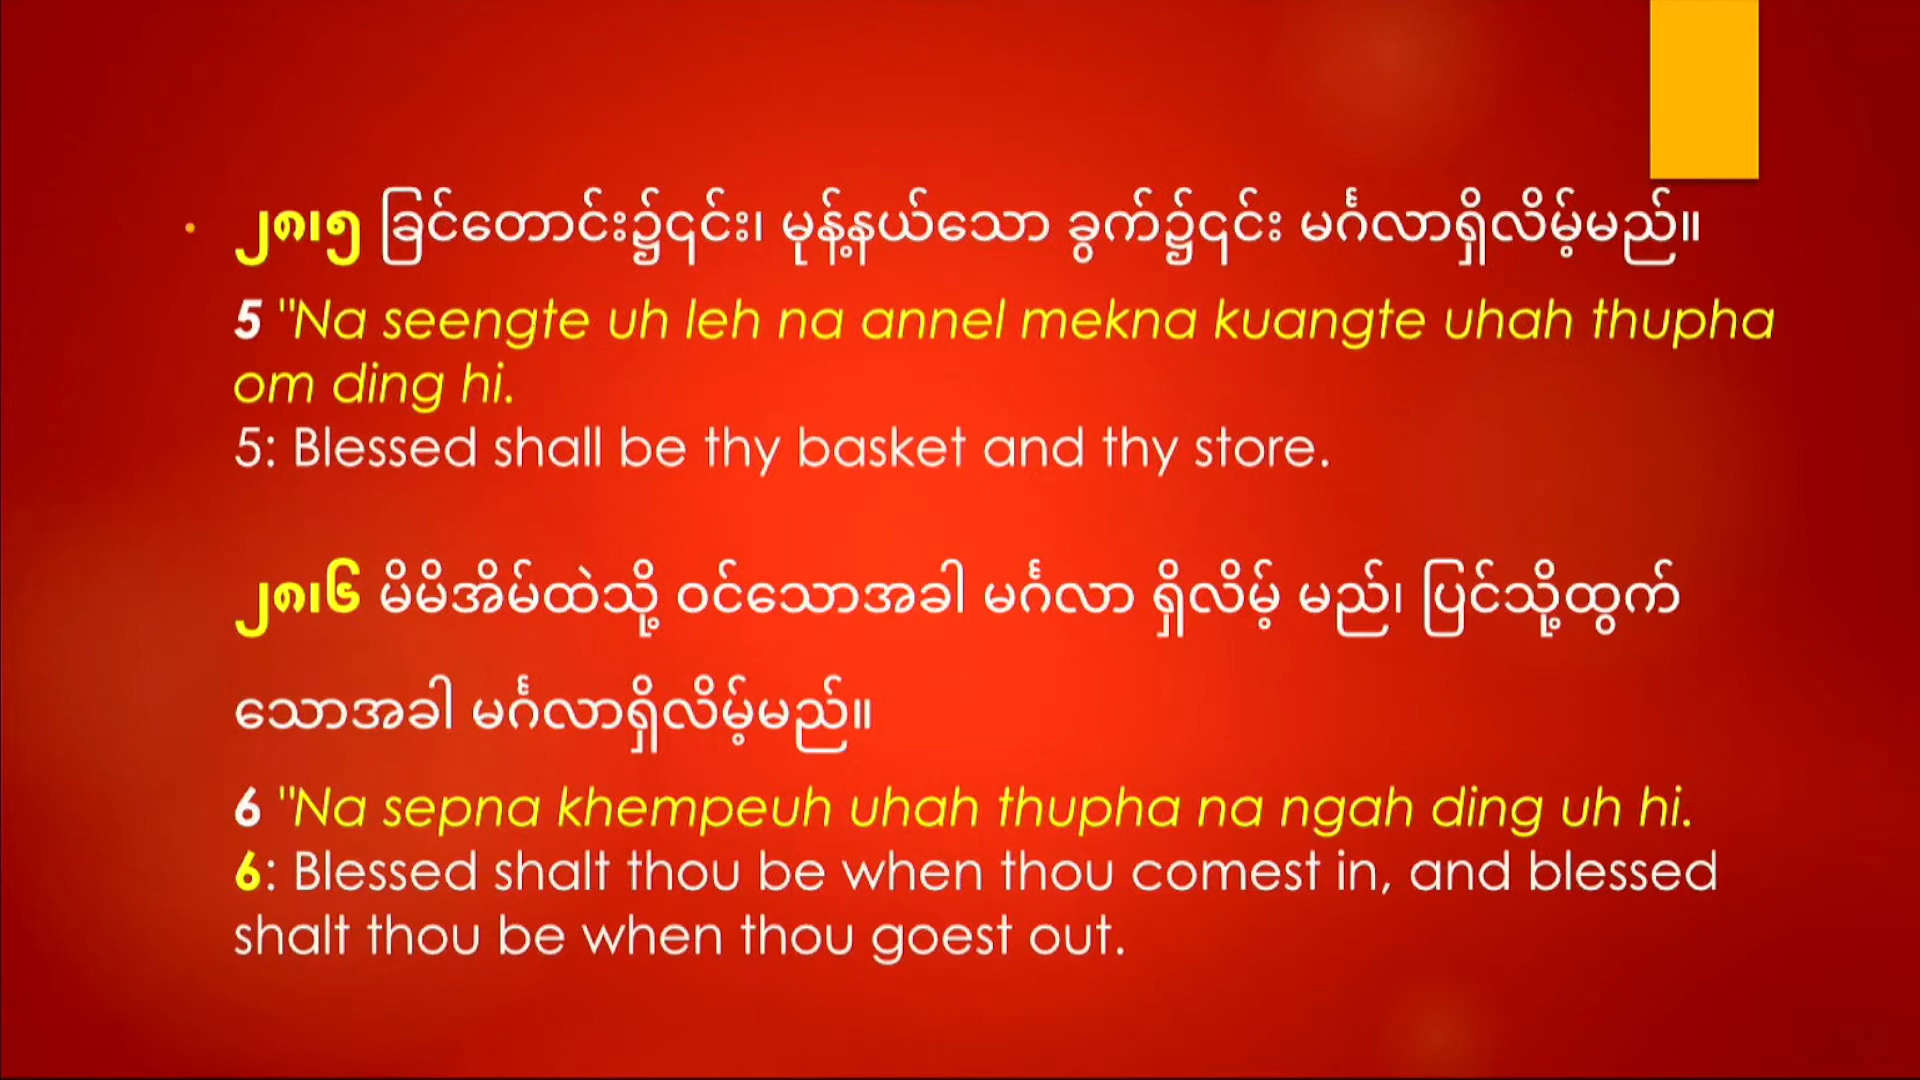 • ၂၈၊၅ ခြင်တောင်း၌၎င်း၊ မုန့်နယ်သော ခွက်၌၎င်း မင်္ဂလာရှိလိမ့်မည်။
5 "Na seengte uh leh na annel mekna kuangte uhah thupha
om ding hi.
5: Blessed shall be thy basket and thy store.
၂၈၊၆ မိမိအိမ်ထဲသို့ ဝင်သောအခါ မင်္ဂလာ ရှိလိမ့် မည်၊ ပြင်သို့ထွက်
သောအခါ မင်္ဂလာရှိလိမ့်မည်။
6 "Na sepna khempeuh uhah thupha na ngah ding uh hi.
6: Blessed shalt thou be when thou comest in, and blessed
shalt thou be when thou goest out.